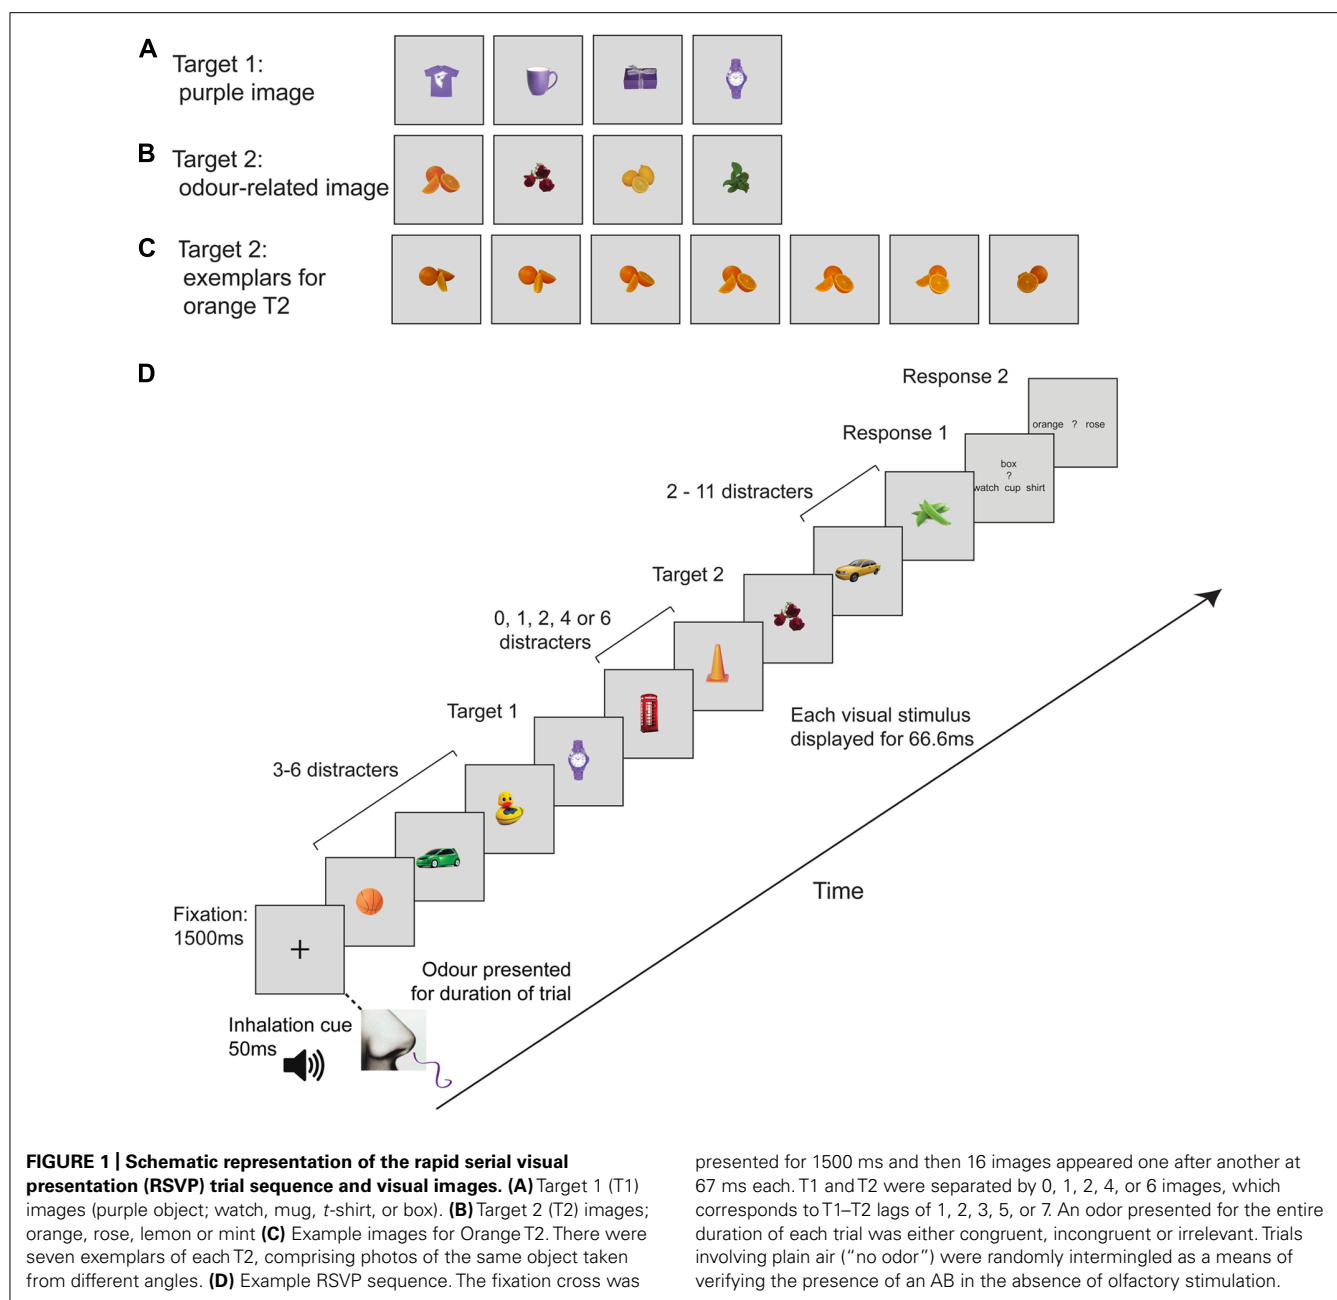 A
Target 1:
purple image
B
Target 2:
odour-related image
C
Target 2:
exemplars for
orange T2
D
Response 2
orange ? rose
Response 1
box
?
watch cup shirt
2 - 11 distracters
Target 2
0, 1, 2, 4 or 6
distracters
Target 1
Each visual stimulus
displayed for 66.6ms
3-6 distracters
Time
Fixation:
1500ms
+
Odour presented
for duration of trial
Inhalation cue
50ms
FIGURE 1 | Schematic representation of the rapid serial visual
presentation (RSVP) trial sequence and visual images. (A) Target 1 (T1)
images (purple object; watch, mug, t-shirt, or box). (B) Target 2 (T2) images;
orange, rose, lemon or mint (C) Example images for Orange T2. There were
seven exemplars of each T2, comprising photos of the same object taken
from different angles. (D) Example RSVP sequence. The fixation cross was
presented for 1500 ms and then 16 images appeared one after another at
67 ms each. T1 and T2 were separated by 0, 1, 2, 4, or 6 images, which
corresponds to T1–T2 lags of 1, 2, 3, 5, or 7. An odor presented for the entire
duration of each trial was either congruent, incongruent or irrelevant. Trials
involving plain air (“no odor”) were randomly intermingled as a means of
verifying the presence of an AB in the absence of olfactory stimulation.